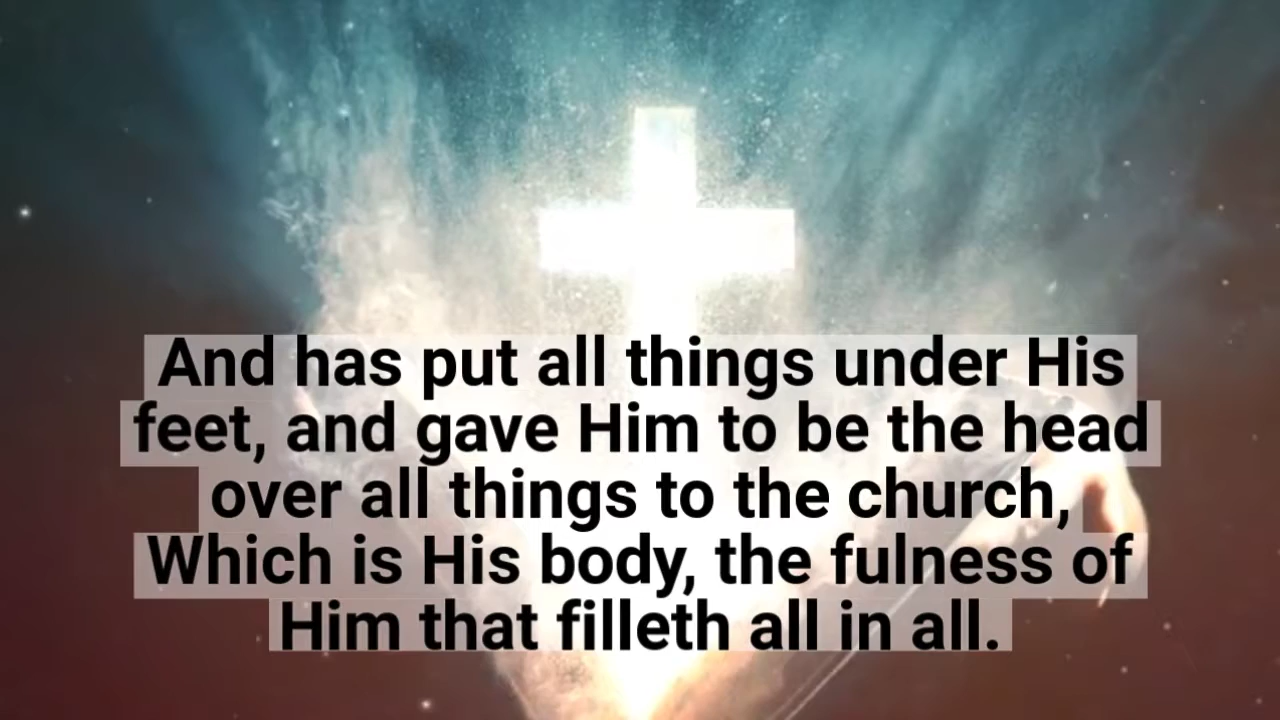 And has put all things under His
feet, and gave Him to be the head
over all things to the church,
Which is His body, the fulness of
Him that filleth all in all.